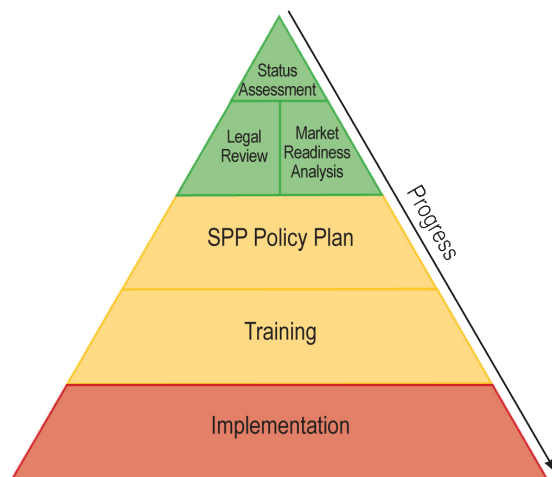 Status
Assessment
Legal
Review
Market
Readiness
Analysis
Progress
SPP Policy Plan
Training
Implementation